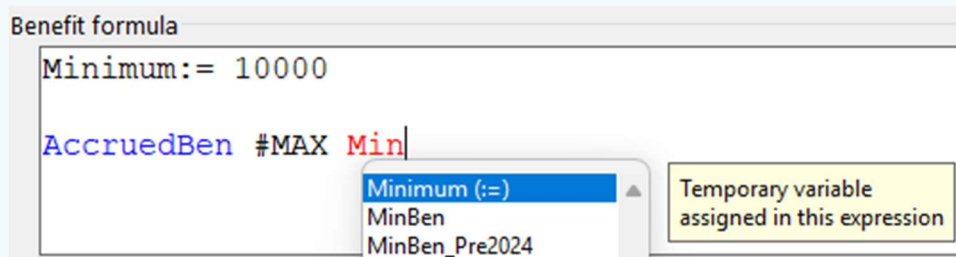 Benefit formula
Minimum:= 10000
AccruedBen #MAX Min
Minimum (:=)
MinBen
MinBen_Pre2024
Temporary variable
assigned in this expression